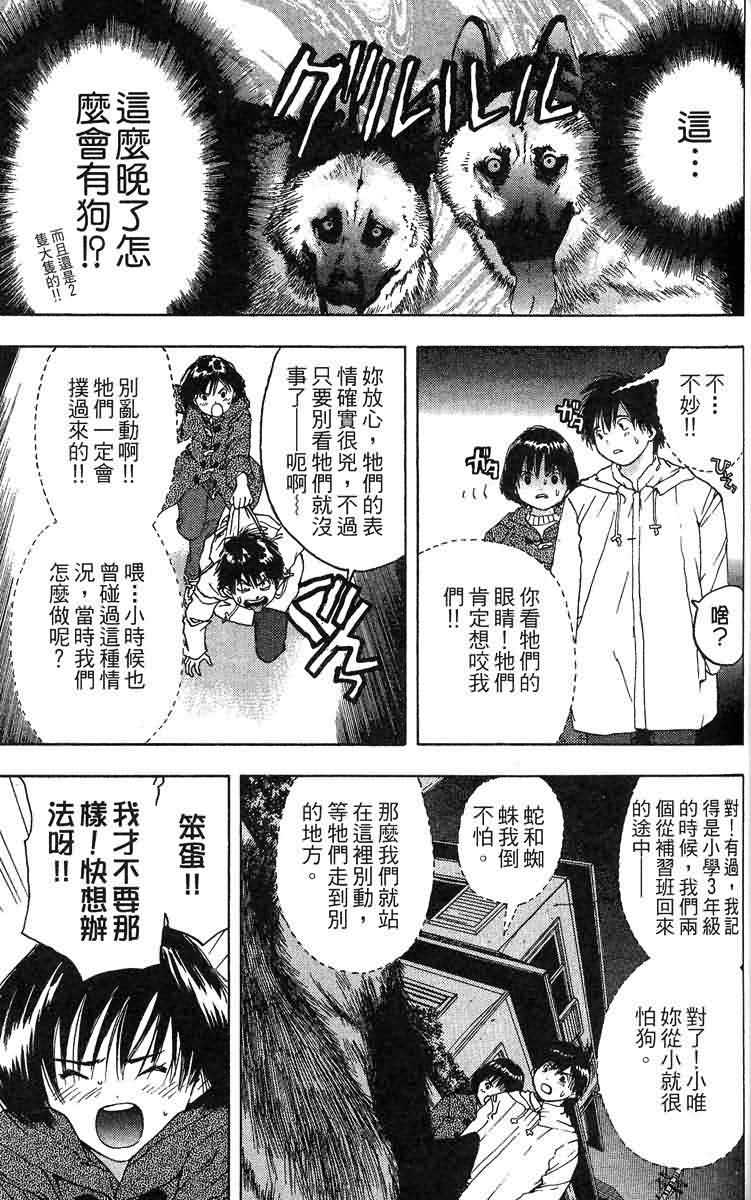 這…
グルルルル
這麼晚了怎
麼會有狗!?
而且還是2
隻大隻的!!
不…
不妙!!
ガタ
ガタ
啥?
你看牠們的
眼睛!牠們
肯定想咬我
們!!
妳放心,牠們的表
情確實很兇,不過
只要別看牠們就沒
事了——呃啊~
別亂動啊!!
牠們一定會
撲過來的!!
喂…小時候也
曾碰過這種情
況,當時我們
怎麼做呢?
對!有過,我記
得是小學3年級
的時候,我們兩
個從補習班回來
的途中——
對了!小唯
妳從小就很
怕狗。
蛇和蜘
蛛我倒
不怕。
那麼我們就站
在這裡別動,
等牠們走到別
的地方。
笨蛋!!
我才不要那
樣!快想辦
法呀!!